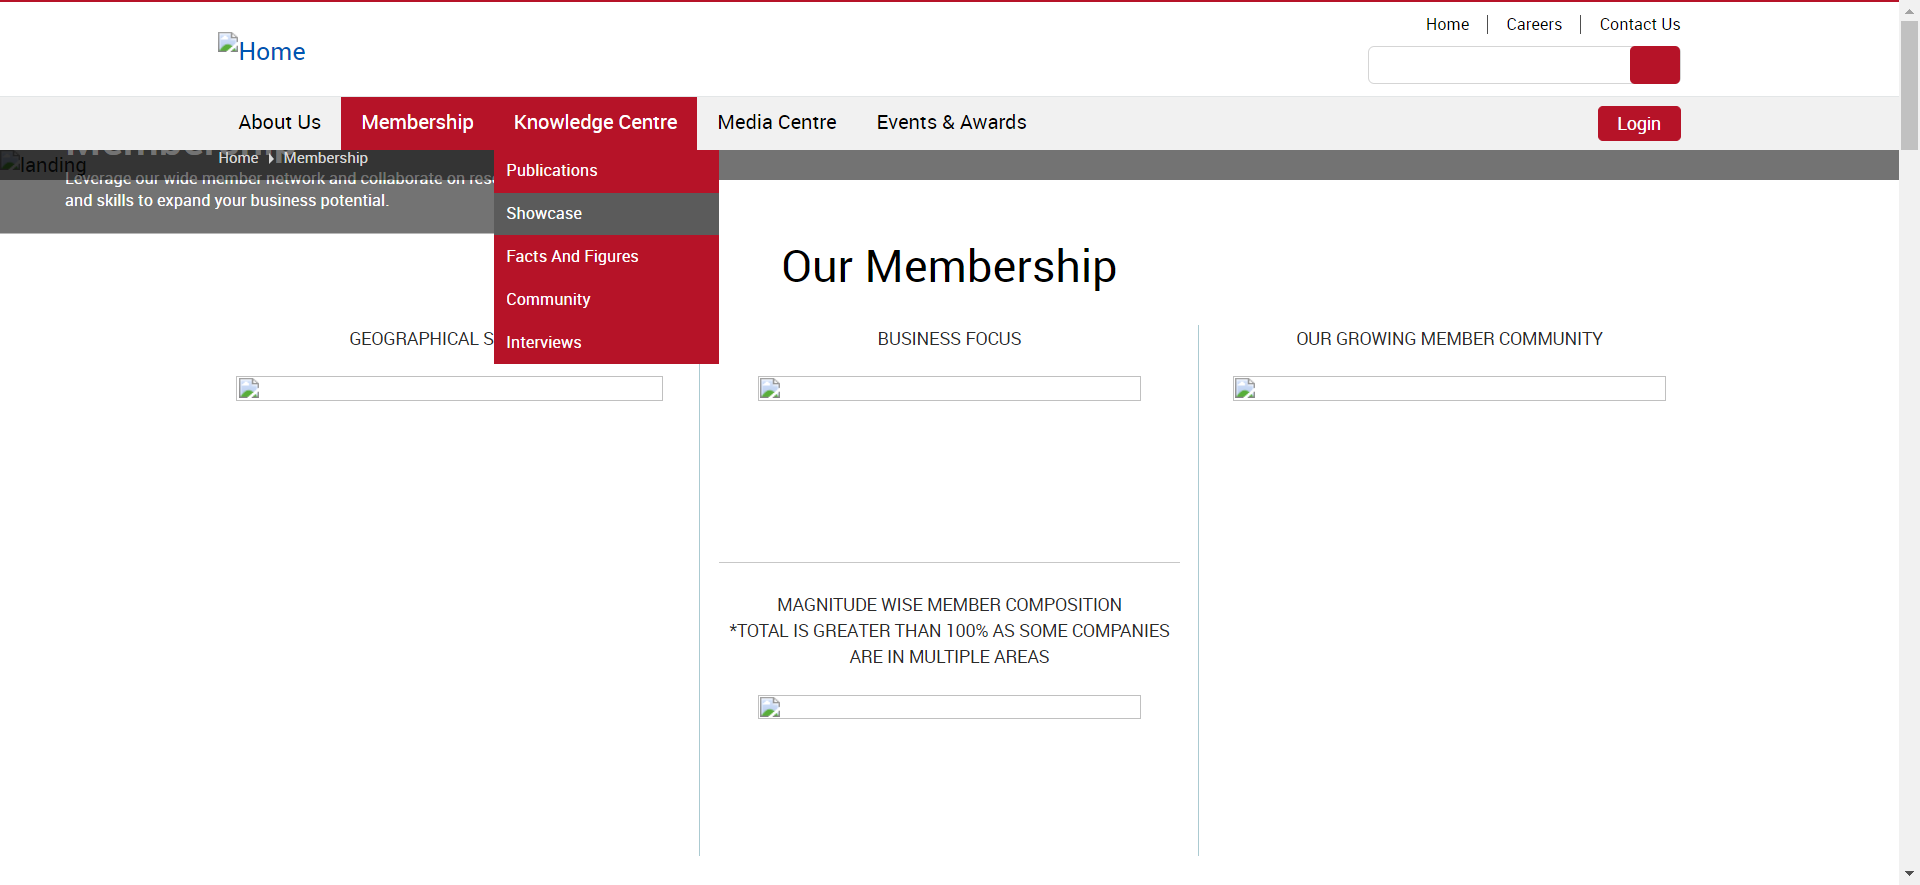 Home
Careers
Contact Us
Home
About Us
Membership
Knowledge Centre
Media Centre
Events & Awards
Login
Membership
Home
Membership
landing
Leverage our wide member network and collaborate on
and skills to expand your business potential.
Publications
Showcase
Facts And Figures
Community
Interviews
Our Membership
GEOGRAPHICAL
BUSINESS FOCUS
OUR GROWING MEMBER COMMUNITY
MAGNITUDE WISE MEMBER COMPOSITION
*TOTAL IS GREATER THAN 100% AS SOME COMPANIES
ARE IN MULTIPLE AREAS